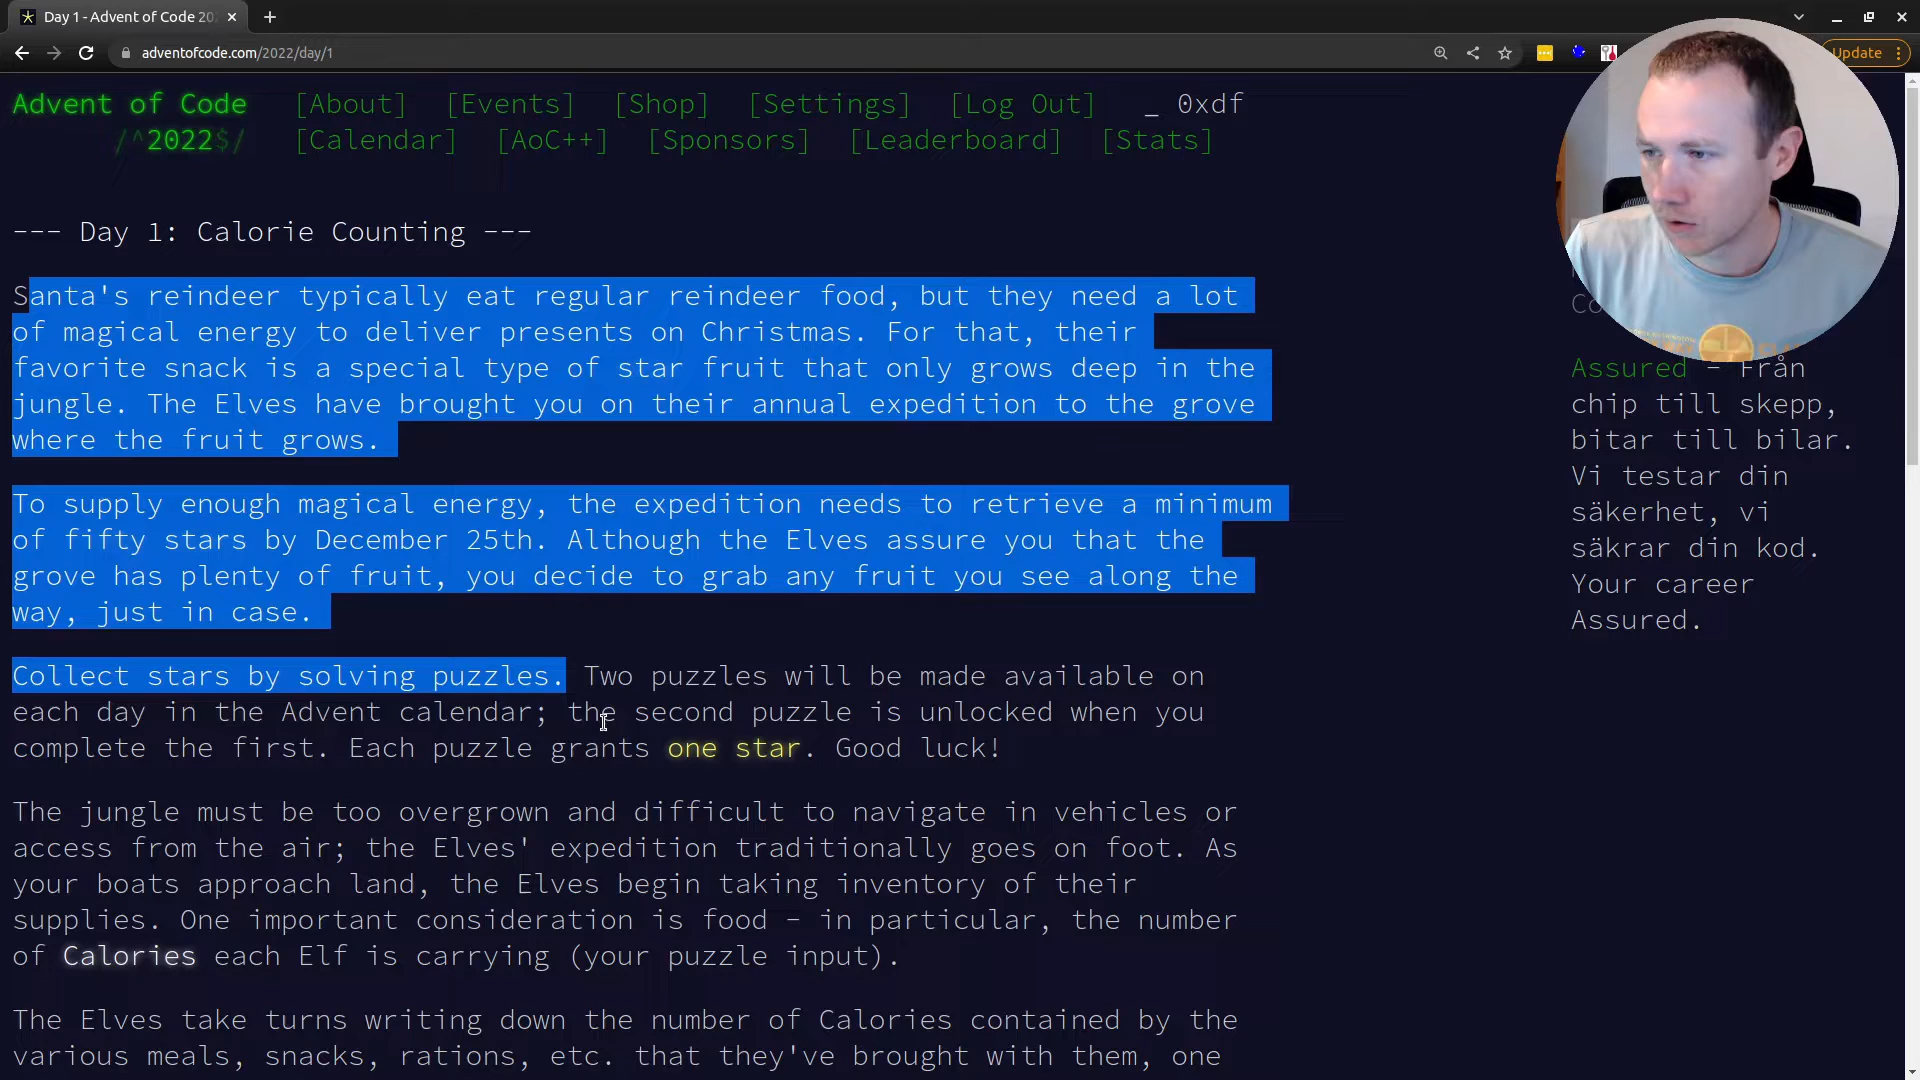 Day 1 - Advent of Code 20
adventofcode.com/2022/day/1
Update
Advent of Code [About] [Events] [Shop] [Settings] [Log Out] _ 0xdf
/^2022$/ [Calendar] [AoC++] [Sponsors] [Leaderboard] [Stats]
--- Day 1: Calorie Counting ---
Santa's reindeer typically eat regular reindeer food, but they need a lot
of magical energy to deliver presents on Christmas. For that, their
favorite snack is a special type of star fruit that only grows deep in the
jungle. The Elves have brought you on their annual expedition to the grove
where the fruit grows.
To supply enough magical energy, the expedition needs to retrieve a minimum
of fifty stars by December 25th. Although the Elves assure you that the
grove has plenty of fruit, you decide to grab any fruit you see along the
way, just in case.
Collect stars by solving puzzles. Two puzzles will be made available on
each day in the Advent calendar; the second puzzle is unlocked when you
complete the first. Each puzzle grants one star. Good luck!
The jungle must be too overgrown and difficult to navigate in vehicles or
access from the air; the Elves' expedition traditionally goes on foot. As
your boats approach land, the Elves begin taking inventory of their
supplies. One important consideration is food - in particular, the number
of Calories each Elf is carrying (your puzzle input).
The Elves take turns writing down the number of Calories contained by the
various meals, snacks, rations, etc. that they've brought with them, one
Assured - Från
chip till skepp,
bitar till bilar.
Vi testar din
säkerhet, vi
säkrar din kod.
Your career
Assured.